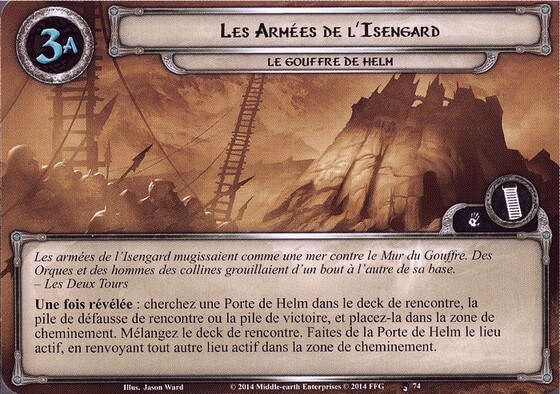 3A
Les Armées de l'Isengard
Le Gouffre de Helm
Les armées de l'Isengard mugissaient comme une mer contre le Mur du Gouffre. Des
Orques et des hommes des collines grouillaient d'un bout à l'autre de sa base.
– Les Deux Tours
Une fois révélée : cherchez une Porte de Helm dans le deck de rencontre, la
pile de défausse de rencontre ou la pile de victoire, et placez-la dans la zone de
cheminement. Mélangez le deck de rencontre. Faites de la Porte de Helm le lieu
actif, en renvoyant tout autre lieu actif dans la zone de cheminement.
Illus. Jason Ward © 2014 Middle-earth Enterprises © 2014 FFG 74